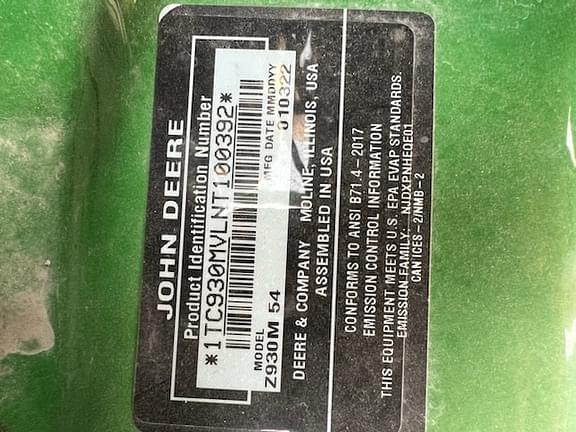 JOHN DEERE
Product Identification Number
*1TC930MVLNT100392*
MODEL MFG DATE MMDDYY
Z930M 54 010322
DEERE & COMPANY MOLINE, ILLINOIS, USA
ASSEMBLED IN USA
CONFORMS TO ANSI B71.4 - 2017
EMISSION CONTROL INFORMATION
THIS EQUIPMENT MEETS U.S. EPA EVAP STANDARDS.
EMISSION FAMILY-
CAN ICES-2/NMB-2